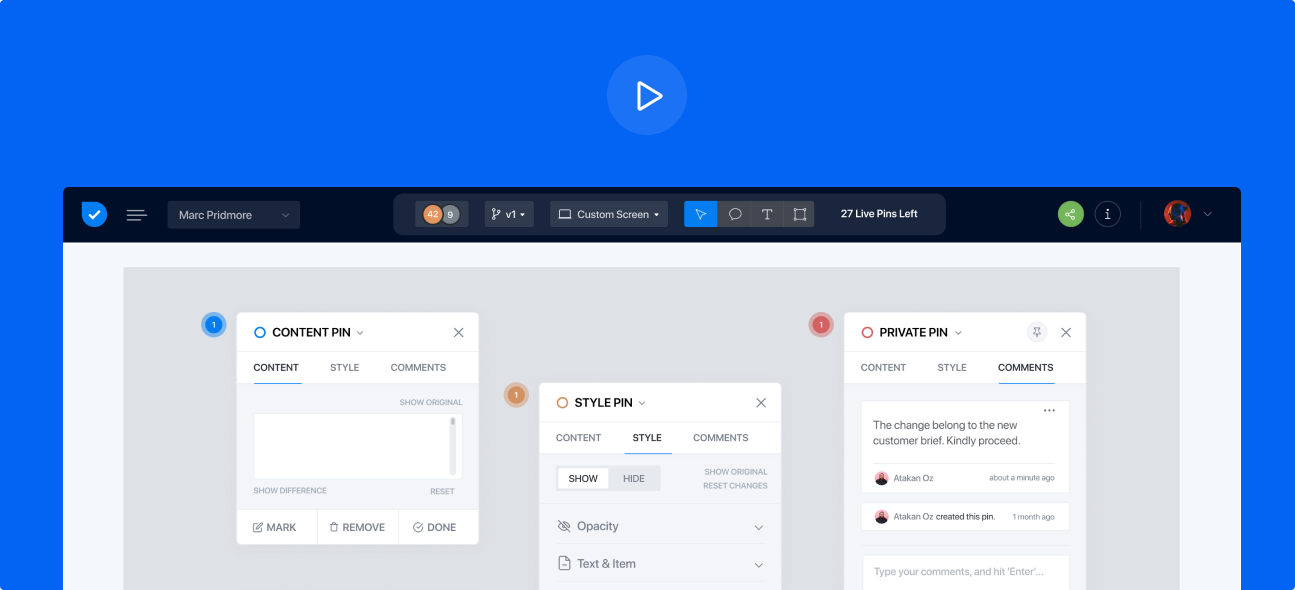 Marc Pridmore
42
9
v1
Custom Screen
27 Live Pins Left
1
CONTENT PIN
CONTENT
STYLE
COMMENTS
SHOW ORIGINAL
SHOW DIFFERENCE
RESET
MARK
REMOVE
DONE
1
STYLE PIN
CONTENT
STYLE
COMMENTS
SHOW
HIDE
SHOW ORIGINAL
RESET CHANGES
Opacity
Text & Item
1
PRIVATE PIN
CONTENT
STYLE
COMMENTS
The change belong to the new
customer brief. Kindly proceed.
Atakan Oz
about a minute ago
Atakan Oz created this pin.
1 month ago
Type your comments, and hit 'Enter'...